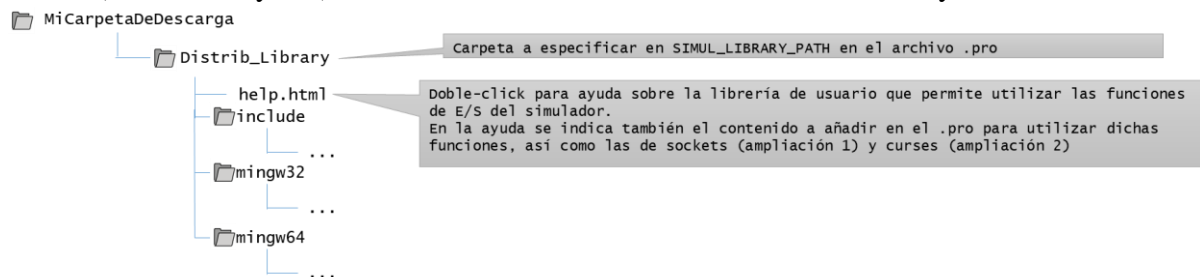 MiCarpetaDeDescarga
Distrib_Library
Carpeta a especificar en SIMUL_LIBRARY_PATH en el archivo .pro
help.html
Doble-click para ayuda sobre la librería de usuario que permite utilizar las funciones
de E/S del simulador.
En la ayuda se indica también el contenido a añadir en el .pro para utilizar dichas
funciones, así como las de sockets (ampliación 1) y curses (ampliación 2)
include
...
mingw32
...
mingw64
...